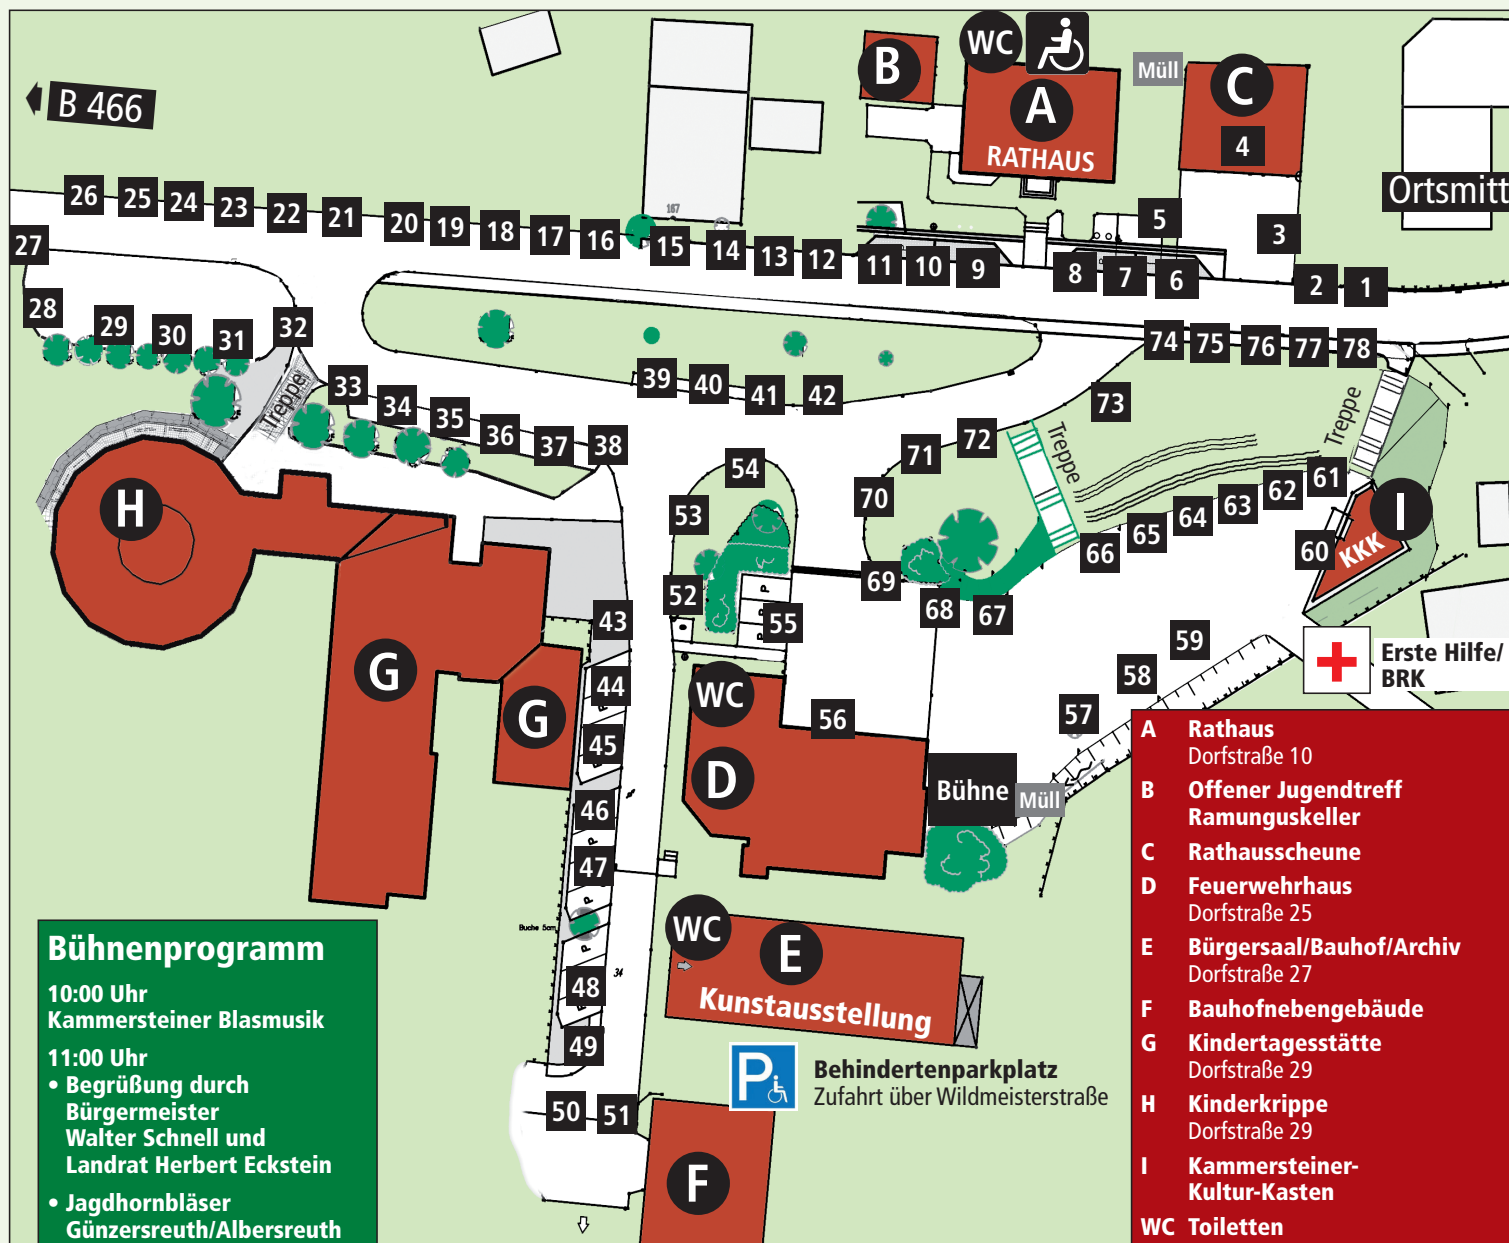 B 466
B
WC
A
RATHAUS
Müll
C
4
Ortsmitt
26
25
24
23
22
21
20
19
18
17
16
167
15
14
13
12
11
10
9
8
7
6
5
3
2
1
27
28
29
30
31
32
Treppe
33
34
35
36
37
38
39
40
41
42
74
75
76
77
78
73
Treppe
Treppe
72
71
70
54
53
52
55
P
P
69
68
67
66
65
64
63
62
61
60
KKK
I
H
G
G
43
44
45
46
47
P
P
P
Buche 5cm
48
34
49
50
51
WC
D
56
57
58
59
Bühne
Müll
Erste Hilfe/
BRK
WC
E
Kunstausstellung
P
Behindertenparkplatz
Zufahrt über Wildmeisterstraße
F
Bühnenprogramm
10:00 Uhr
Kammersteiner Blasmusik
11:00 Uhr
• Begrüßung durch
Bürgermeister
Walter Schnell und
Landrat Herbert Eckstein
• Jagdhornbläser
Günzersreuth/Albersreuth
A Rathaus
Dorfstraße 10
B Offener Jugendtreff
Ramunguskeller
C Rathausscheune
D Feuerwehrhaus
Dorfstraße 25
E Bürgersaal/Bauhof/Archiv
Dorfstraße 27
F Bauhofnebengebäude
G Kindertagesstätte
Dorfstraße 29
H Kinderkrippe
Dorfstraße 29
I Kammersteiner-
Kultur-Kasten
WC Toiletten